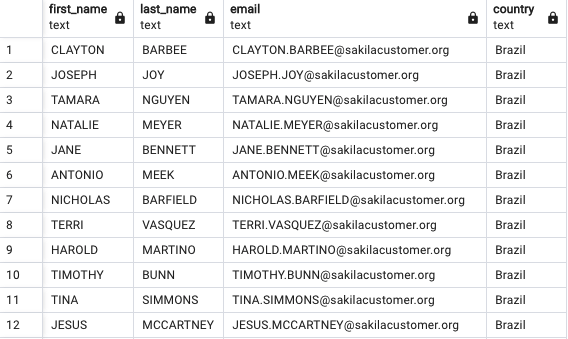 first_name last_name email country
text text text text
1 CLAYTON BARBEE CLAYTON.BARBEE@sakilacustomer.org Brazil
2 JOSEPH JOY JOSEPH.JOY@sakilacustomer.org Brazil
3 TAMARA NGUYEN TAMARA.NGUYEN@sakilacustomer.org Brazil
4 NATALIE MEYER NATALIE.MEYER@sakilacustomer.org Brazil
5 JANE BENNETT JANE.BENNETT@sakilacustomer.org Brazil
6 ANTONIO MEEK ANTONIO.MEEK@sakilacustomer.org Brazil
7 NICHOLAS BARFIELD NICHOLAS.BARFIELD@sakilacustomer.org Brazil
8 TERRI VASQUEZ TERRI.VASQUEZ@sakilacustomer.org Brazil
9 HAROLD MARTINO HAROLD.MARTINO@sakilacustomer.org Brazil
10 TIMOTHY BUNN TIMOTHY.BUNN@sakilacustomer.org Brazil
11 TINA SIMMONS TINA.SIMMONS@sakilacustomer.org Brazil
12 JESUS MCCARTNEY JESUS.MCCARTNEY@sakilacustomer.org Brazil